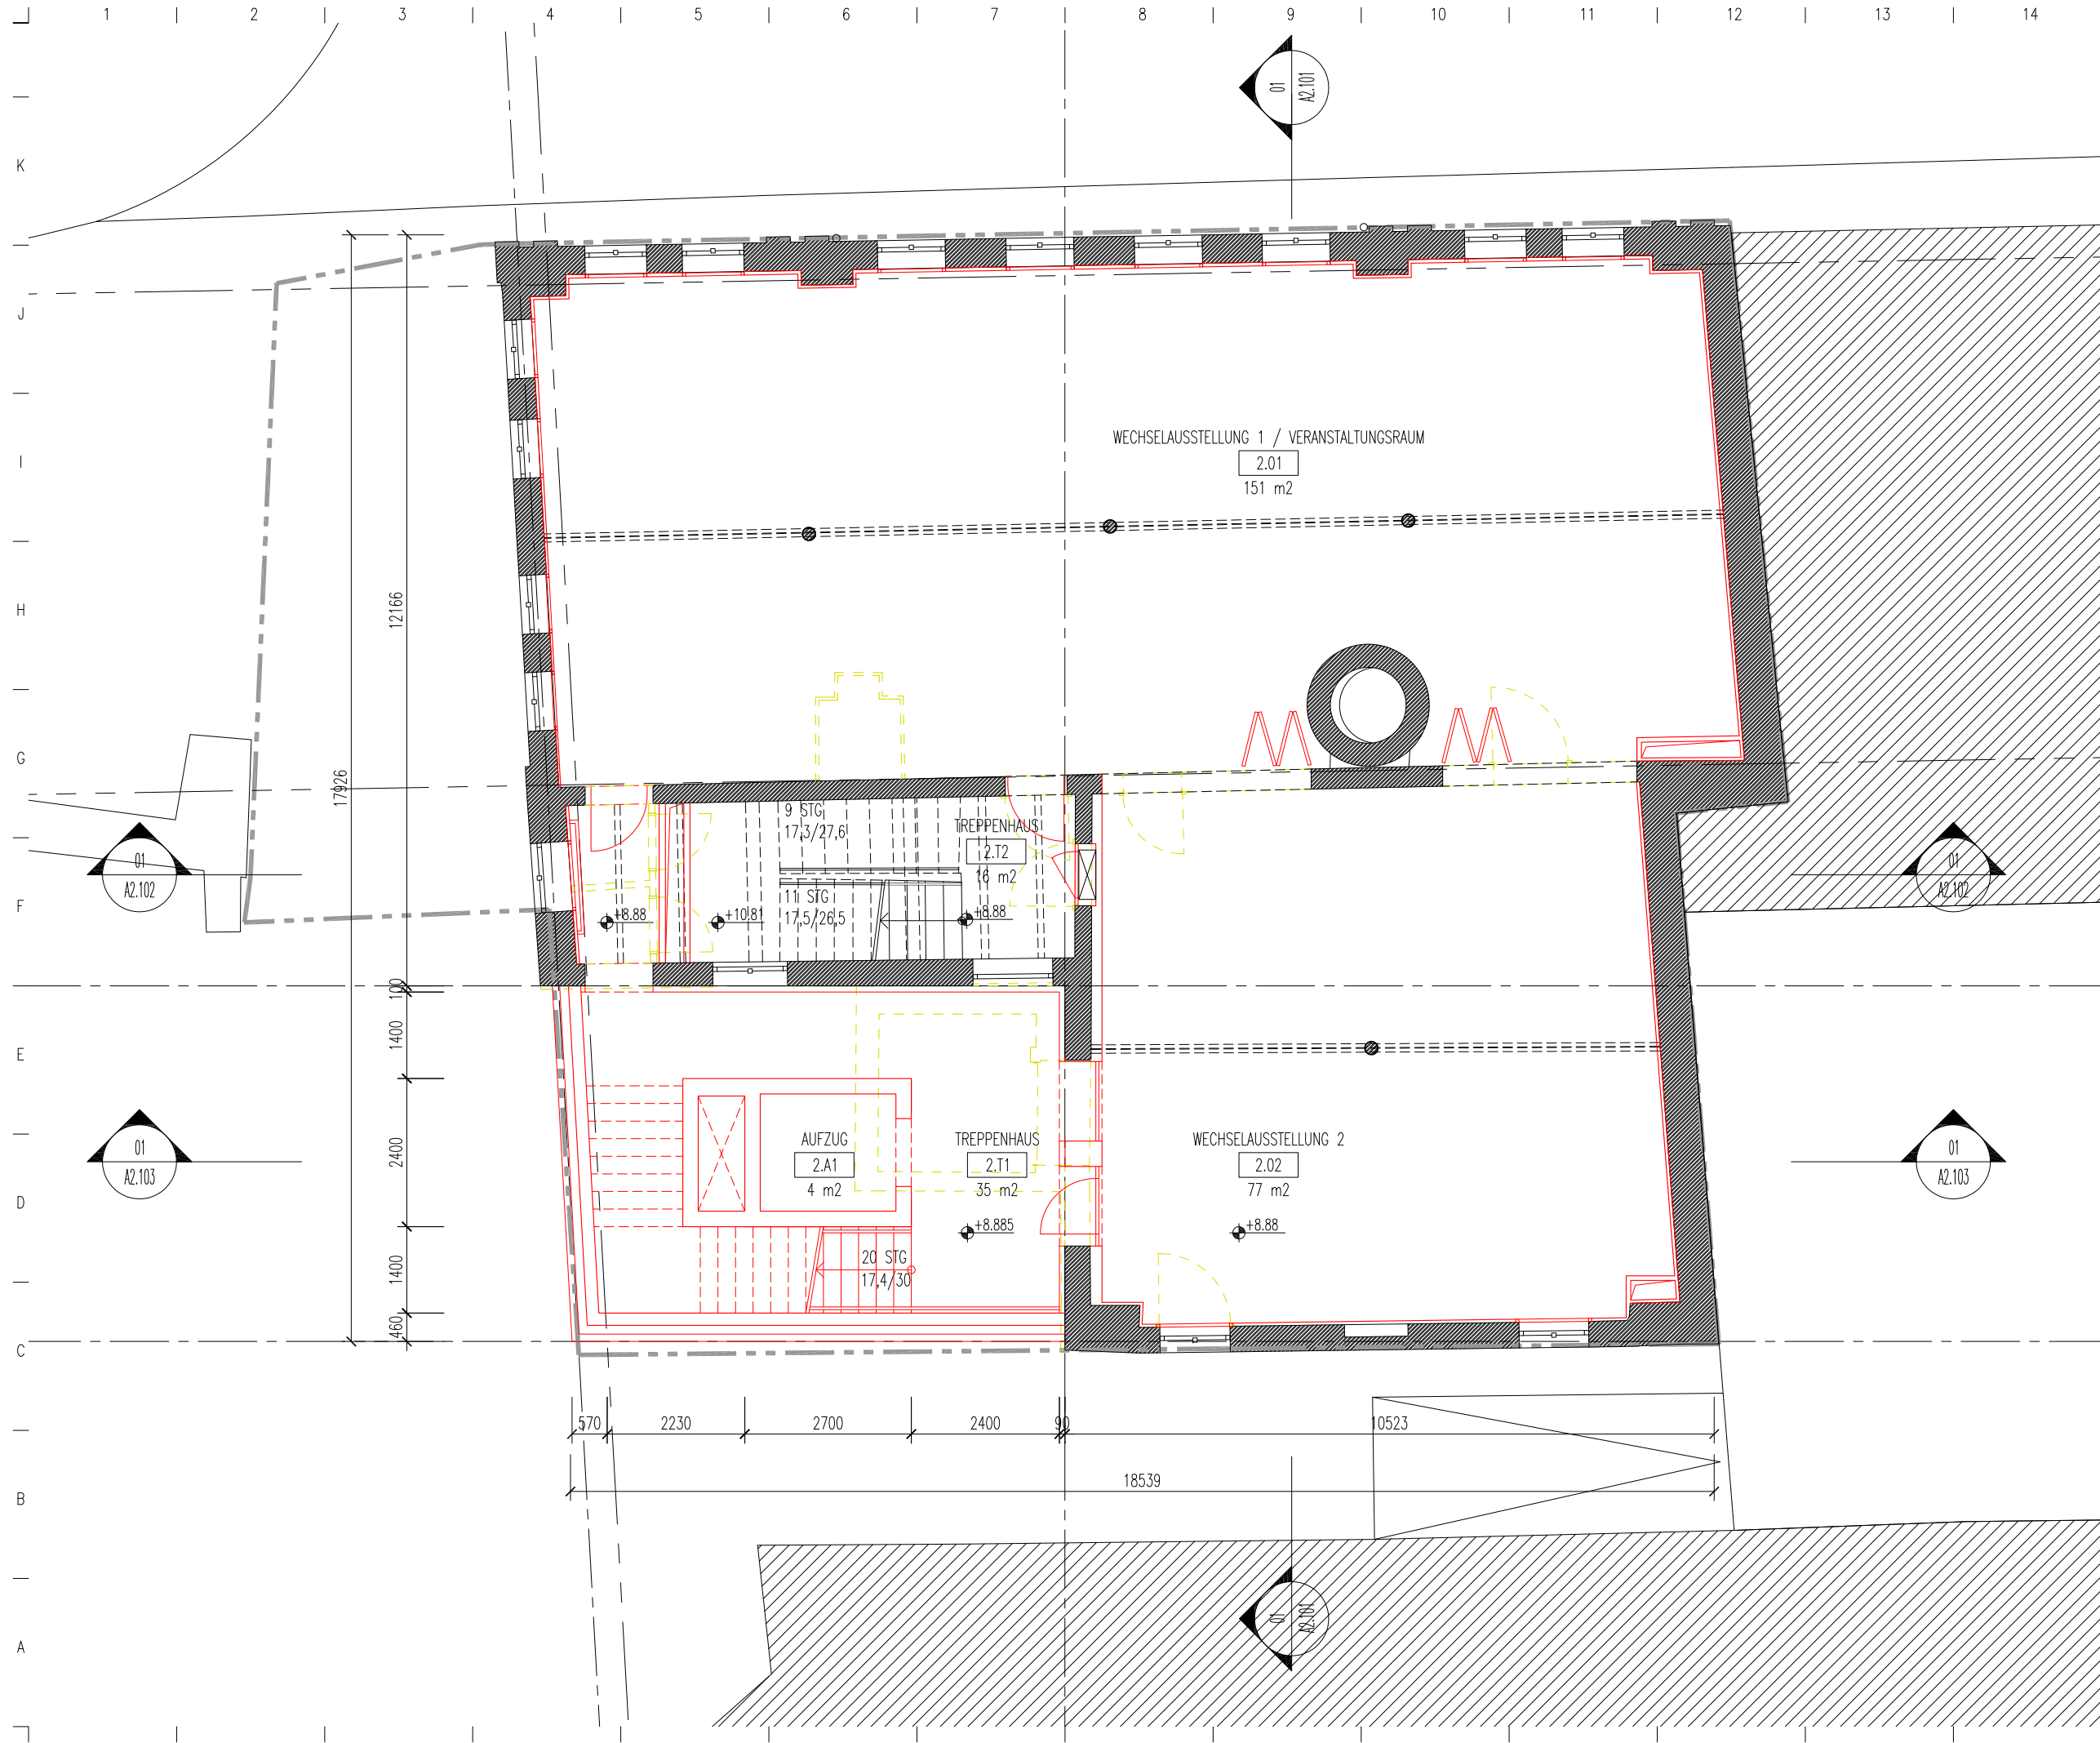 1 2 3 4 5 6 7 8 9 10 11 12 13 14
01
A2.101
K
J
I
H
G
F
E
D
C
B
A
WECHSELAUSSTELLUNG 1 / VERANSTALTUNGSRAUM
2.01
151 m2
12166
17926
9 STG
17,3/27,6
TREPPENHAUS
2.T2
16 m2
11 STG
17,5/26,5
+8.88
+10.81
+8.88
01
A2.102
01
A2.102
100
1400
2400
1400
460
01
A2.103
01
A2.103
AUFZUG
2.A1
4 m2
TREPPENHAUS
2.T1
35 m2
+8.885
WECHSELAUSSTELLUNG 2
2.02
77 m2
+8.88
20 STG
17,4/30
570 2230 2700 2400 90 10523
18539
01
A2.101